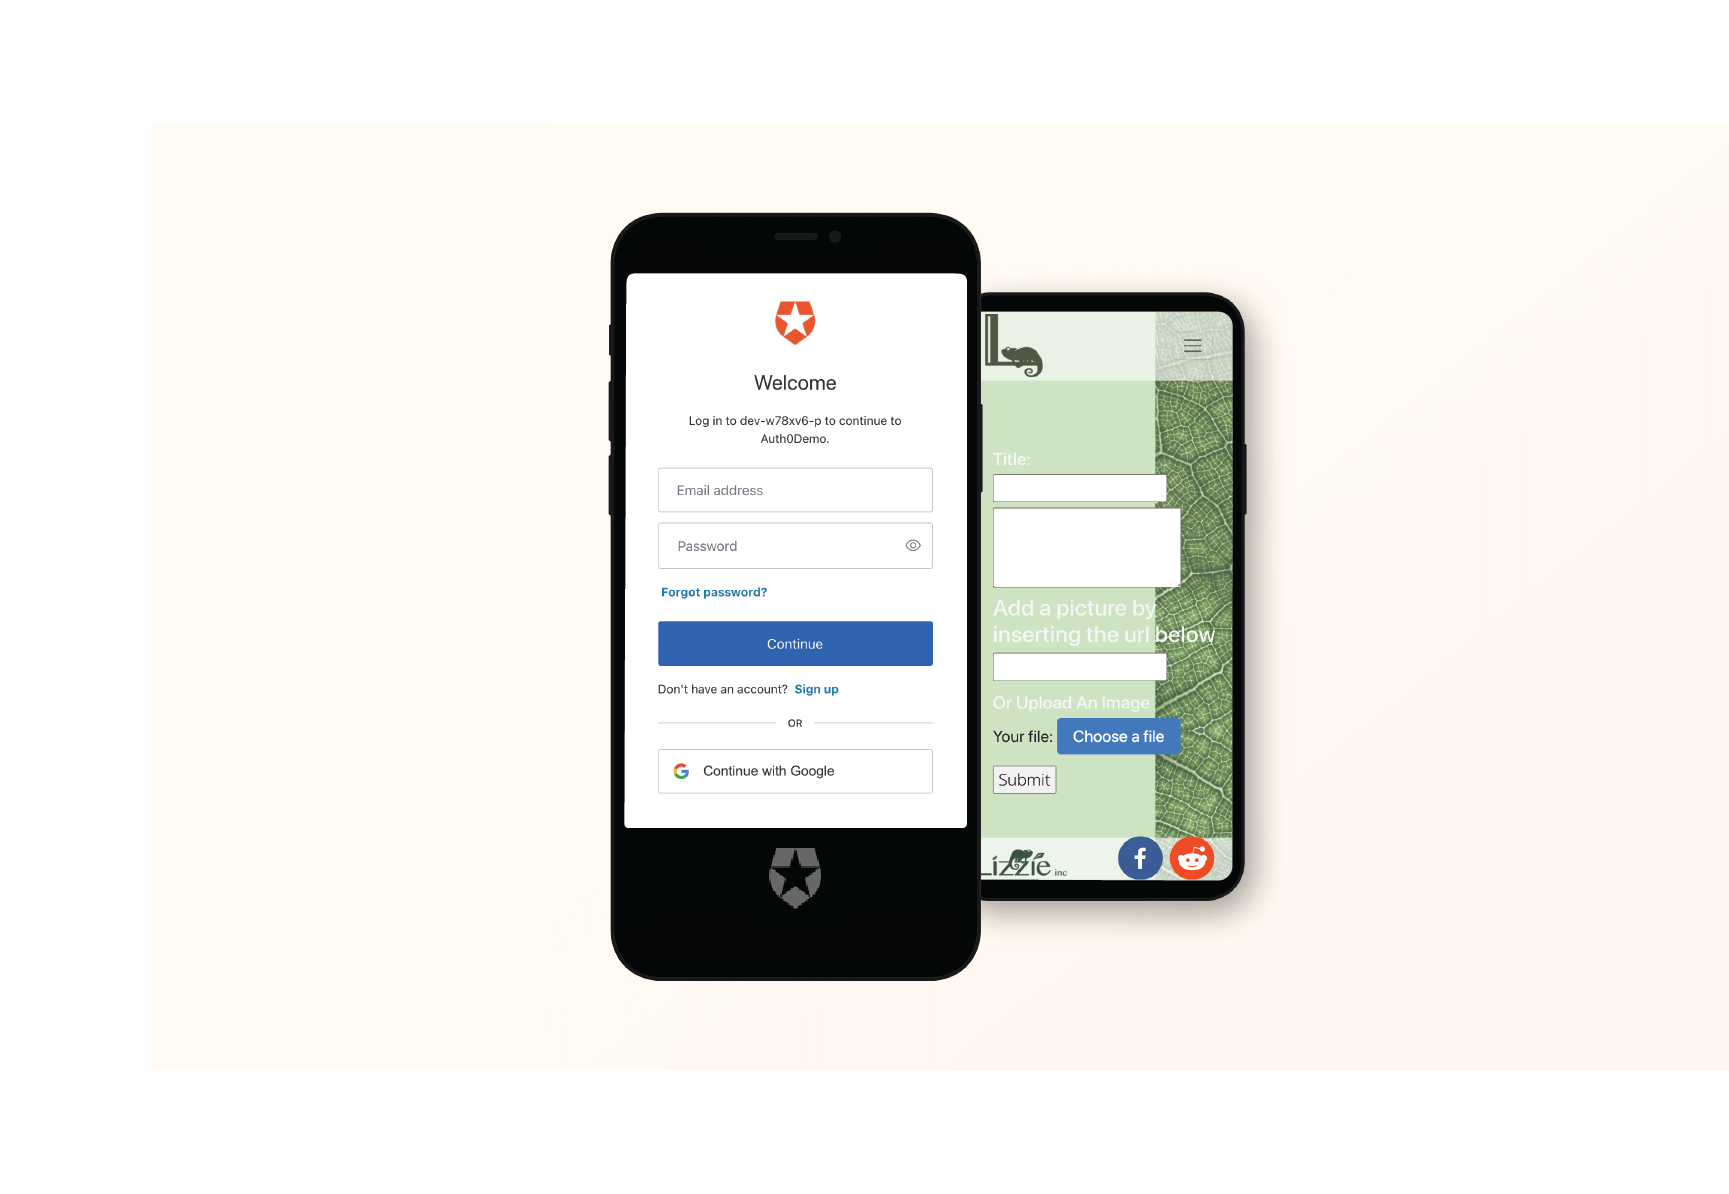 Welcome
Log in to dev-w78xv6-p to continue to
Auth0Demo.
Email address
Password
Forgot password?
Continue
Don't have an account? Sign up
OR
Continue with Google
L
Title:
Add a picture by
inserting the url below
Or Upload An Image
Your file: Choose a file
Submit
Lizzie inc